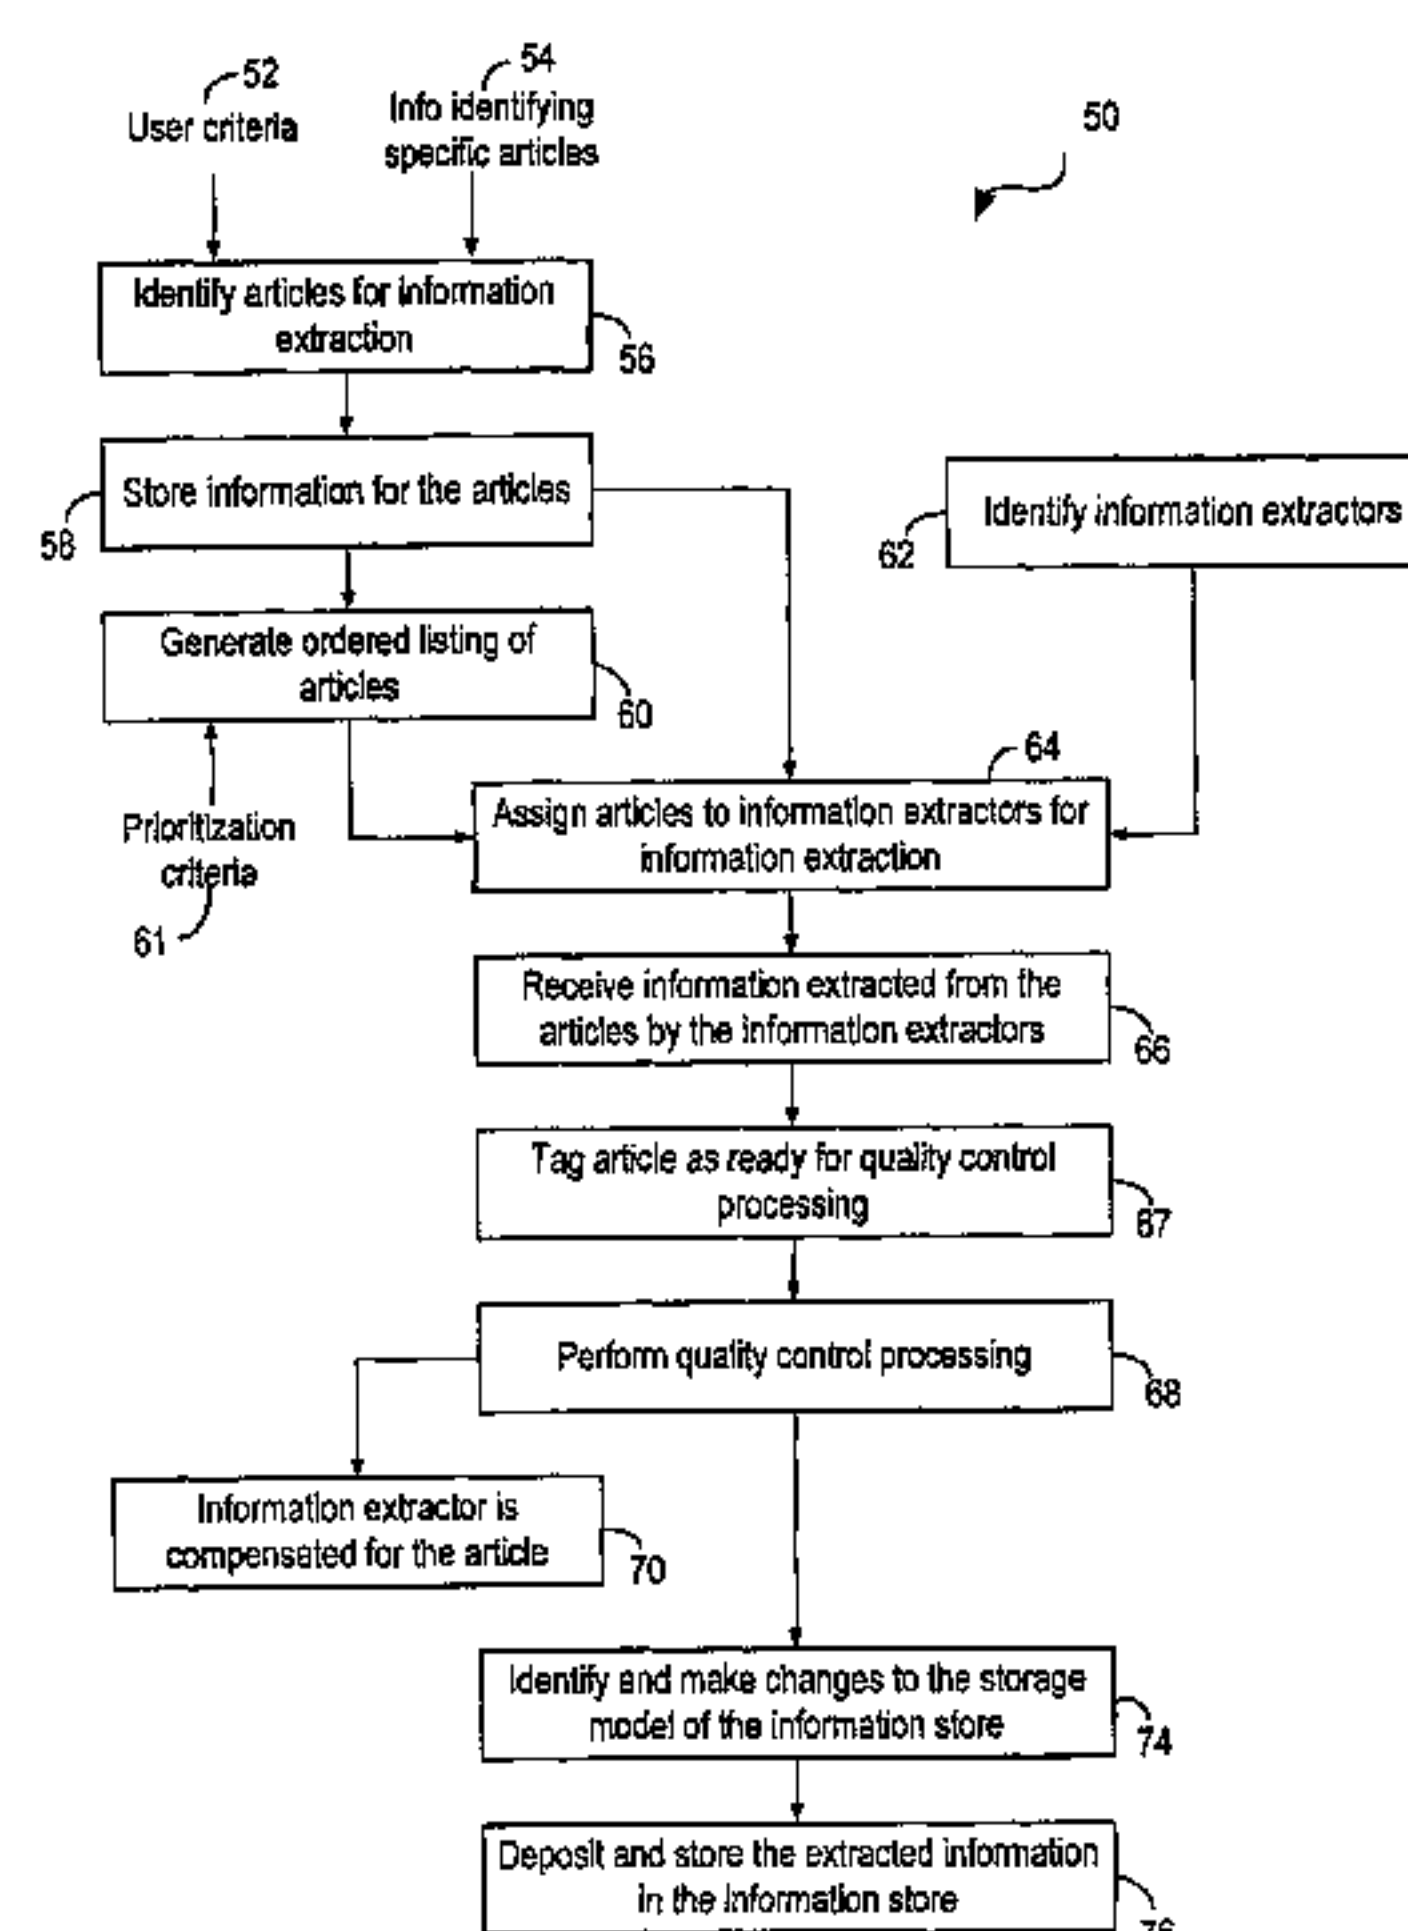 52
User criteria
54
Info identifying
specific articles
50
Identify articles for information
extraction
56
Store information for the articles
58
Identify information extractors
62
Generate ordered listing of
articles
60
Prioritization
criteria
61
64
Assign articles to information extractors for
information extraction
Receive information extracted from the
articles by the information extractors
66
Tag article as ready for quality control
processing
67
Perform quality control processing
68
Information extractor is
compensated for the article
70
Identify and make changes to the storage
model of the information store
74
Deposit and store the extracted information
in the information store